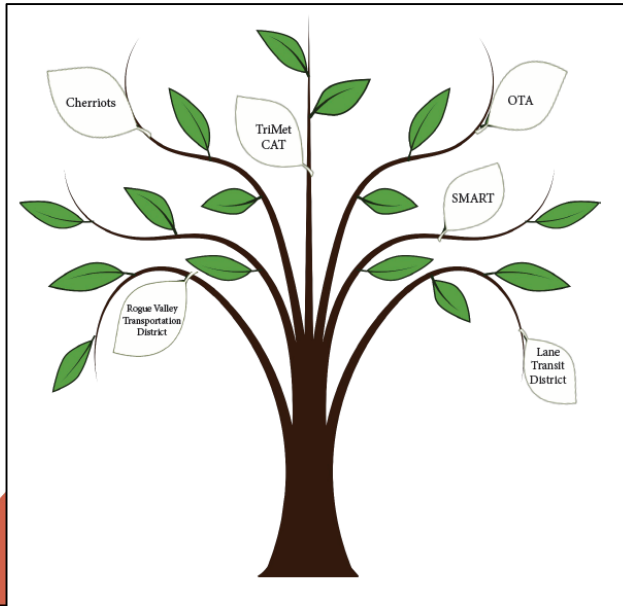 Cherriots
TriMet
CAT
OTA
SMART
Rogue Valley
Transportation
District
Lane
Transit
District